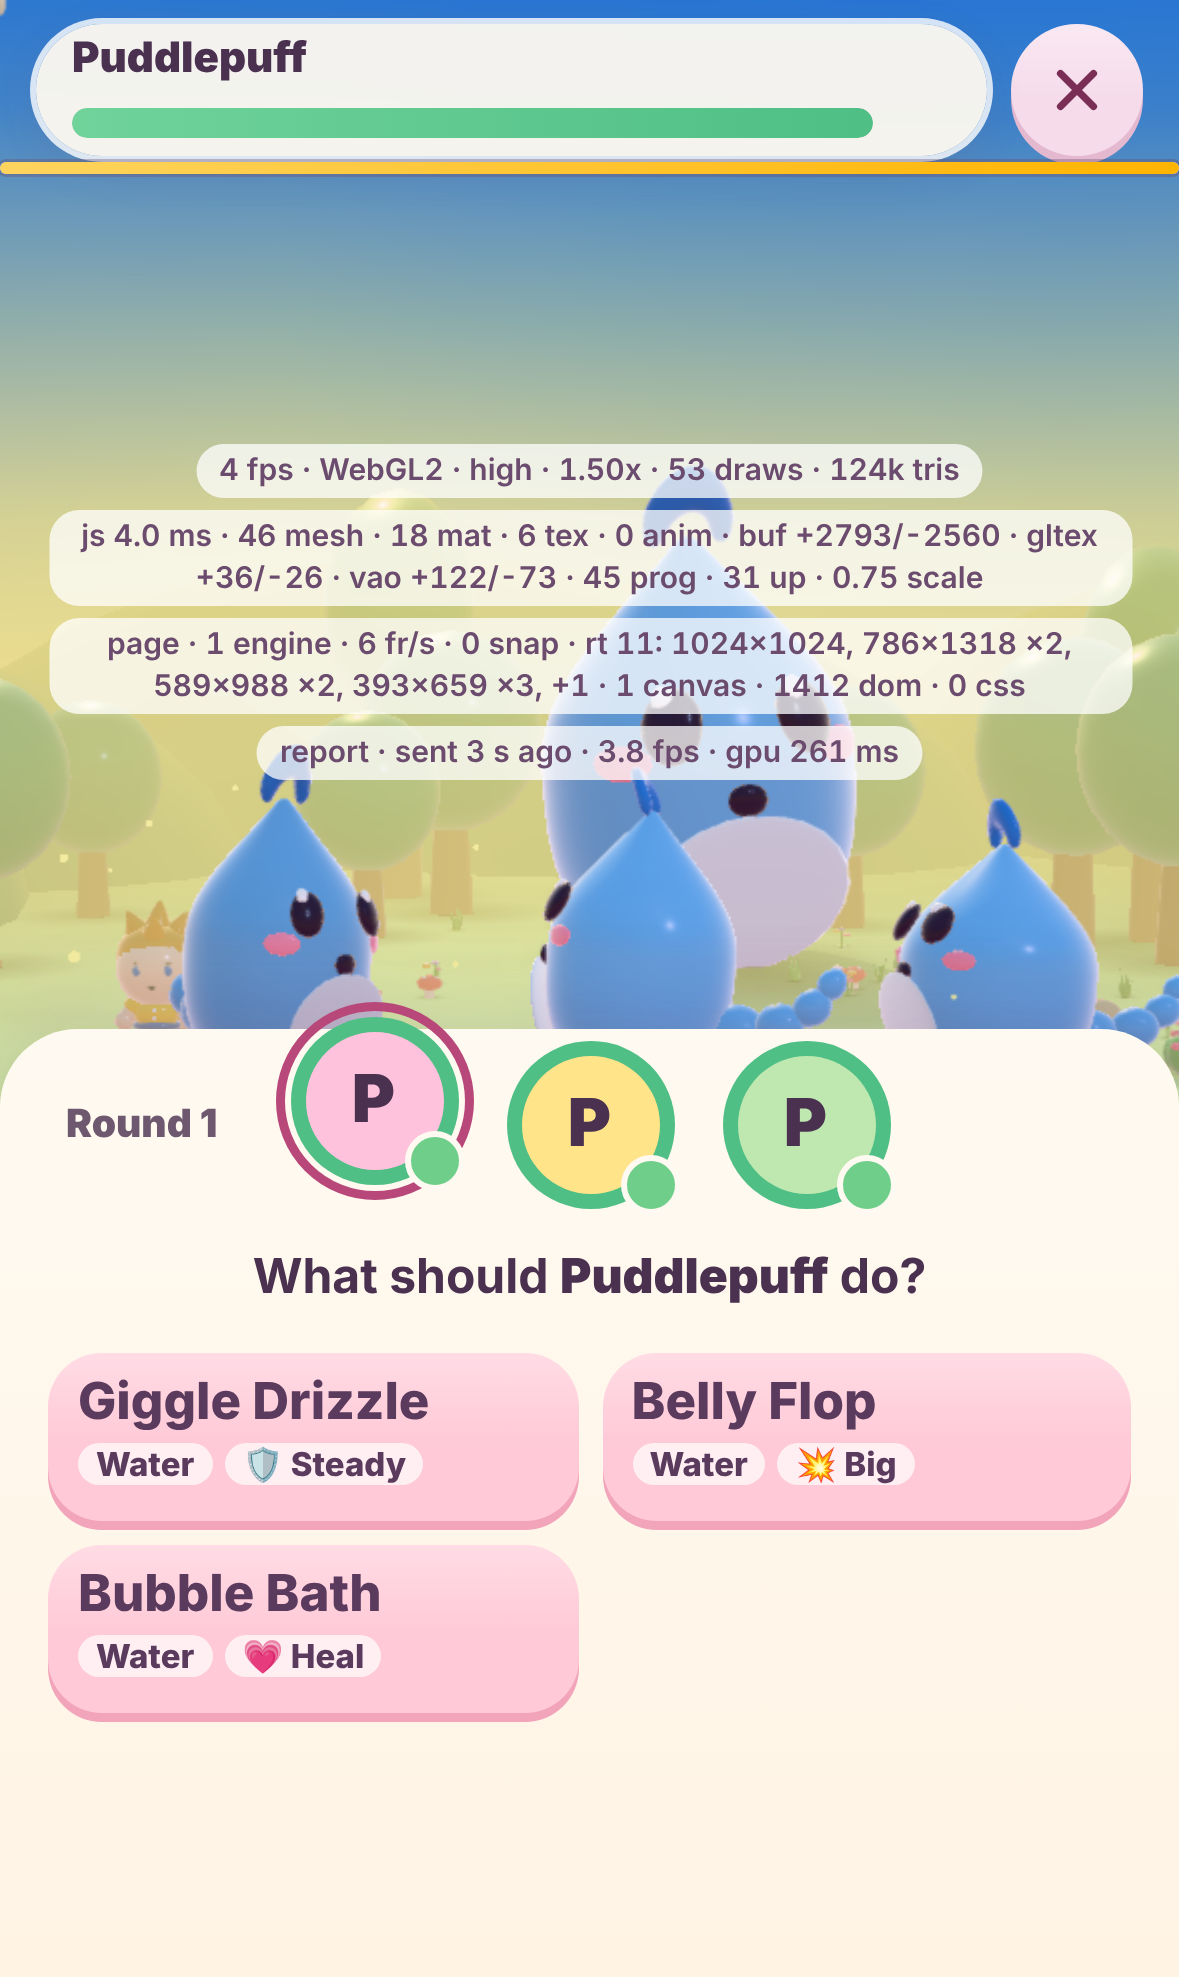 Puddlepuff
4 fps · WebGL2 · high · 1.50x · 53 draws · 124k tris
js 4.0 ms · 46 mesh · 18 mat · 6 tex · 0 anim · buf +2793/-2560 · gltex
+36/-26 · vao +122/-73 · 45 prog · 31 up · 0.75 scale
page · 1 engine · 6 fr/s · 0 snap · rt 11: 1024×1024, 786×1318 ×2,
589×988 ×2, 393×659 ×3, +1 · 1 canvas · 1412 dom · 0 css
report · sent 3 s ago · 3.8 fps · gpu 261 ms
Round 1
P
P
P
What should Puddlepuff do?
Giggle Drizzle
Water
🛡️ Steady
Belly Flop
Water
💥 Big
Bubble Bath
Water
💗 Heal